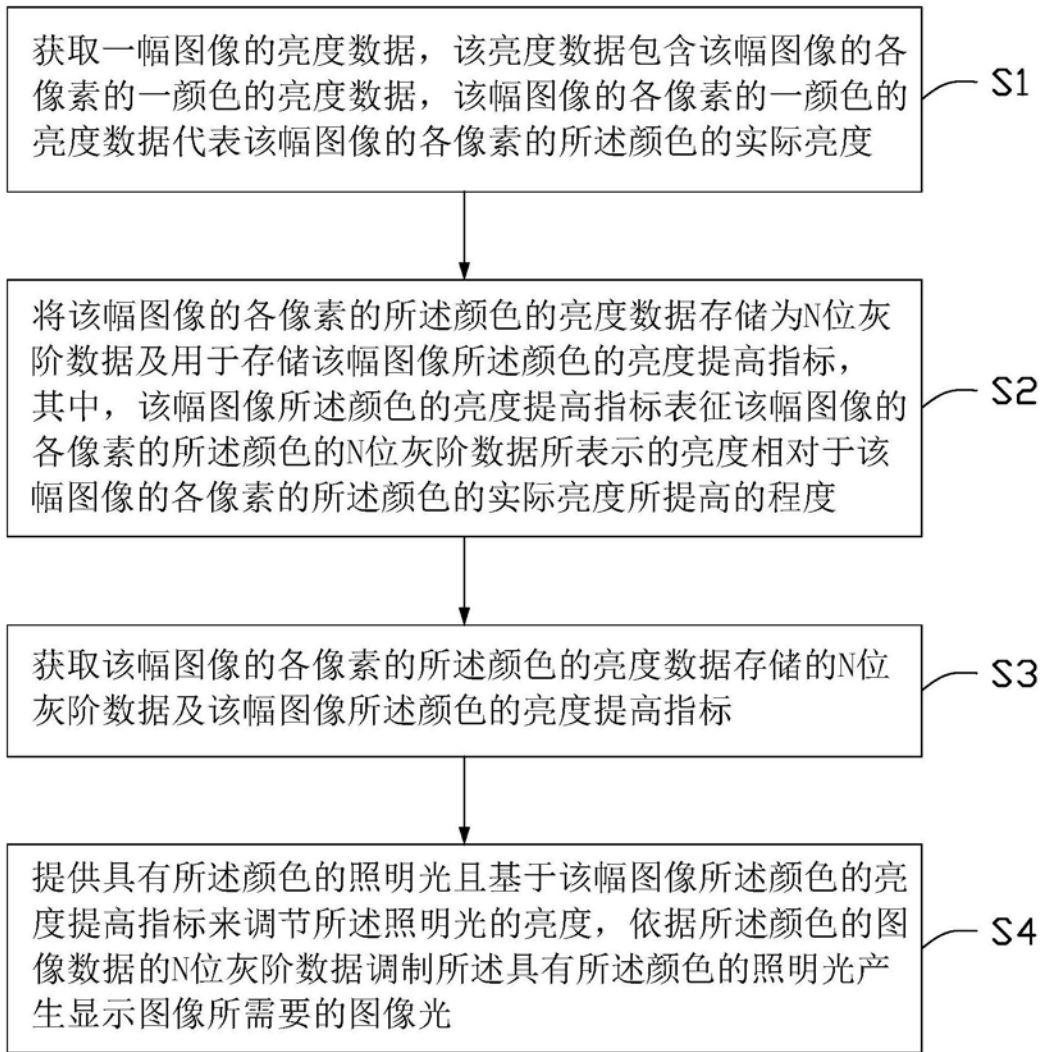 获取一幅图像的亮度数据，该亮度数据包含该幅图像的各
像素的一颜色的亮度数据，该幅图像的各像素的一颜色的
亮度数据代表该幅图像的各像素的所述颜色的实际亮度
S1
将该幅图像的各像素的所述颜色的亮度数据存储为N位灰
阶数据及用于存储该幅图像所述颜色的亮度提高指标，
其中，该幅图像所述颜色的亮度提高指标表征该幅图像的
各像素的所述颜色的N位灰阶数据所表示的亮度相对于该
幅图像的各像素的所述颜色的实际亮度所提高的程度
S2
获取该幅图像的各像素的所述颜色的亮度数据存储的N位
灰阶数据及该幅图像所述颜色的亮度提高指标
S3
提供具有所述颜色的照明光且基于该幅图像所述颜色的亮
度提高指标来调节所述照明光的亮度，依据所述颜色的图
像数据的N位灰阶数据调制所述具有所述颜色的照明光产
生显示图像所需要的图像光
S4